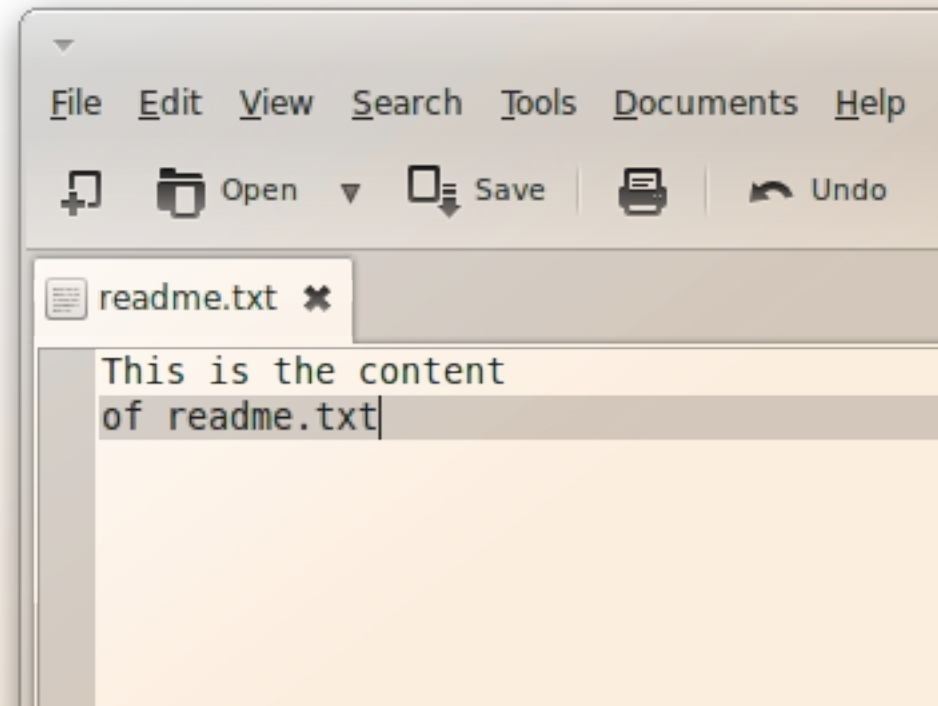 File Edit View Search Tools Documents Help
Open Save Undo
readme.txt
This is the content
of readme.txt